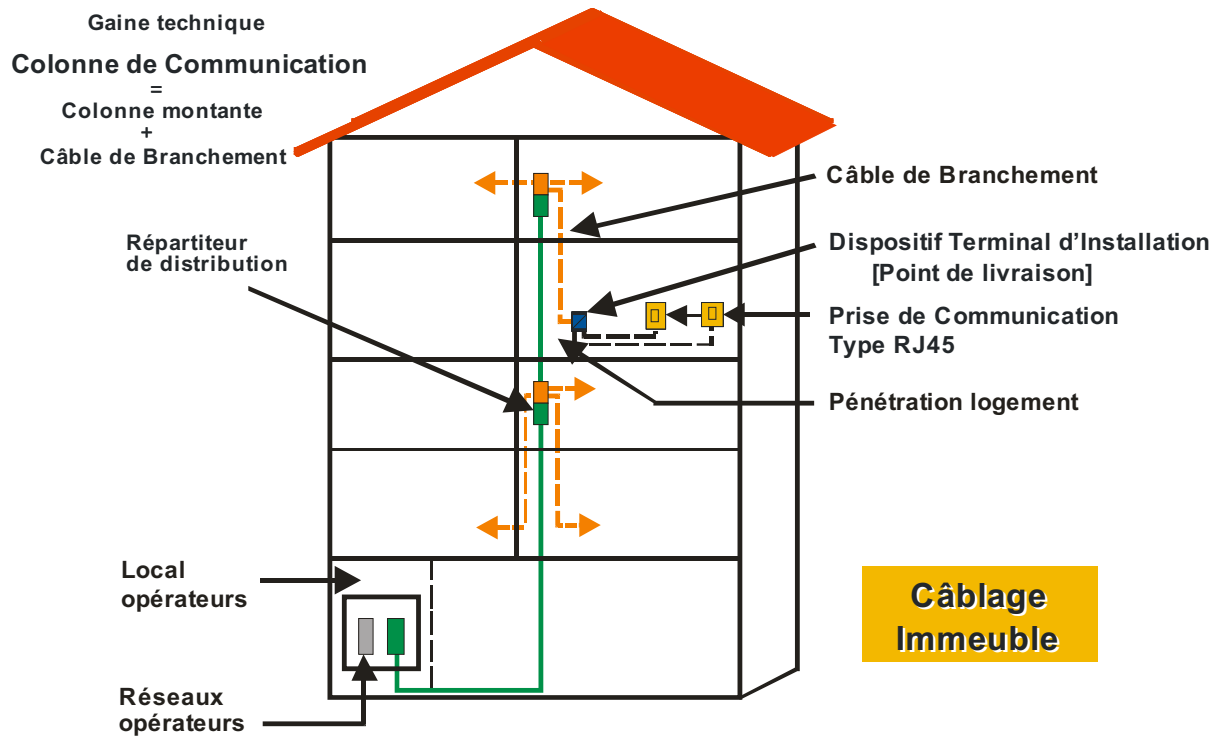 Gaine technique
Colonne de Communication
=
Colonne montante
+
Câble de Branchement
Répartiteur
de distribution
Câble de Branchement
Dispositif Terminal d'Installation
[Point de livraison]
Prise de Communication
Type RJ45
Pénétration logement
Local
opérateurs
Réseaux
opérateurs
Câblage
Immeuble